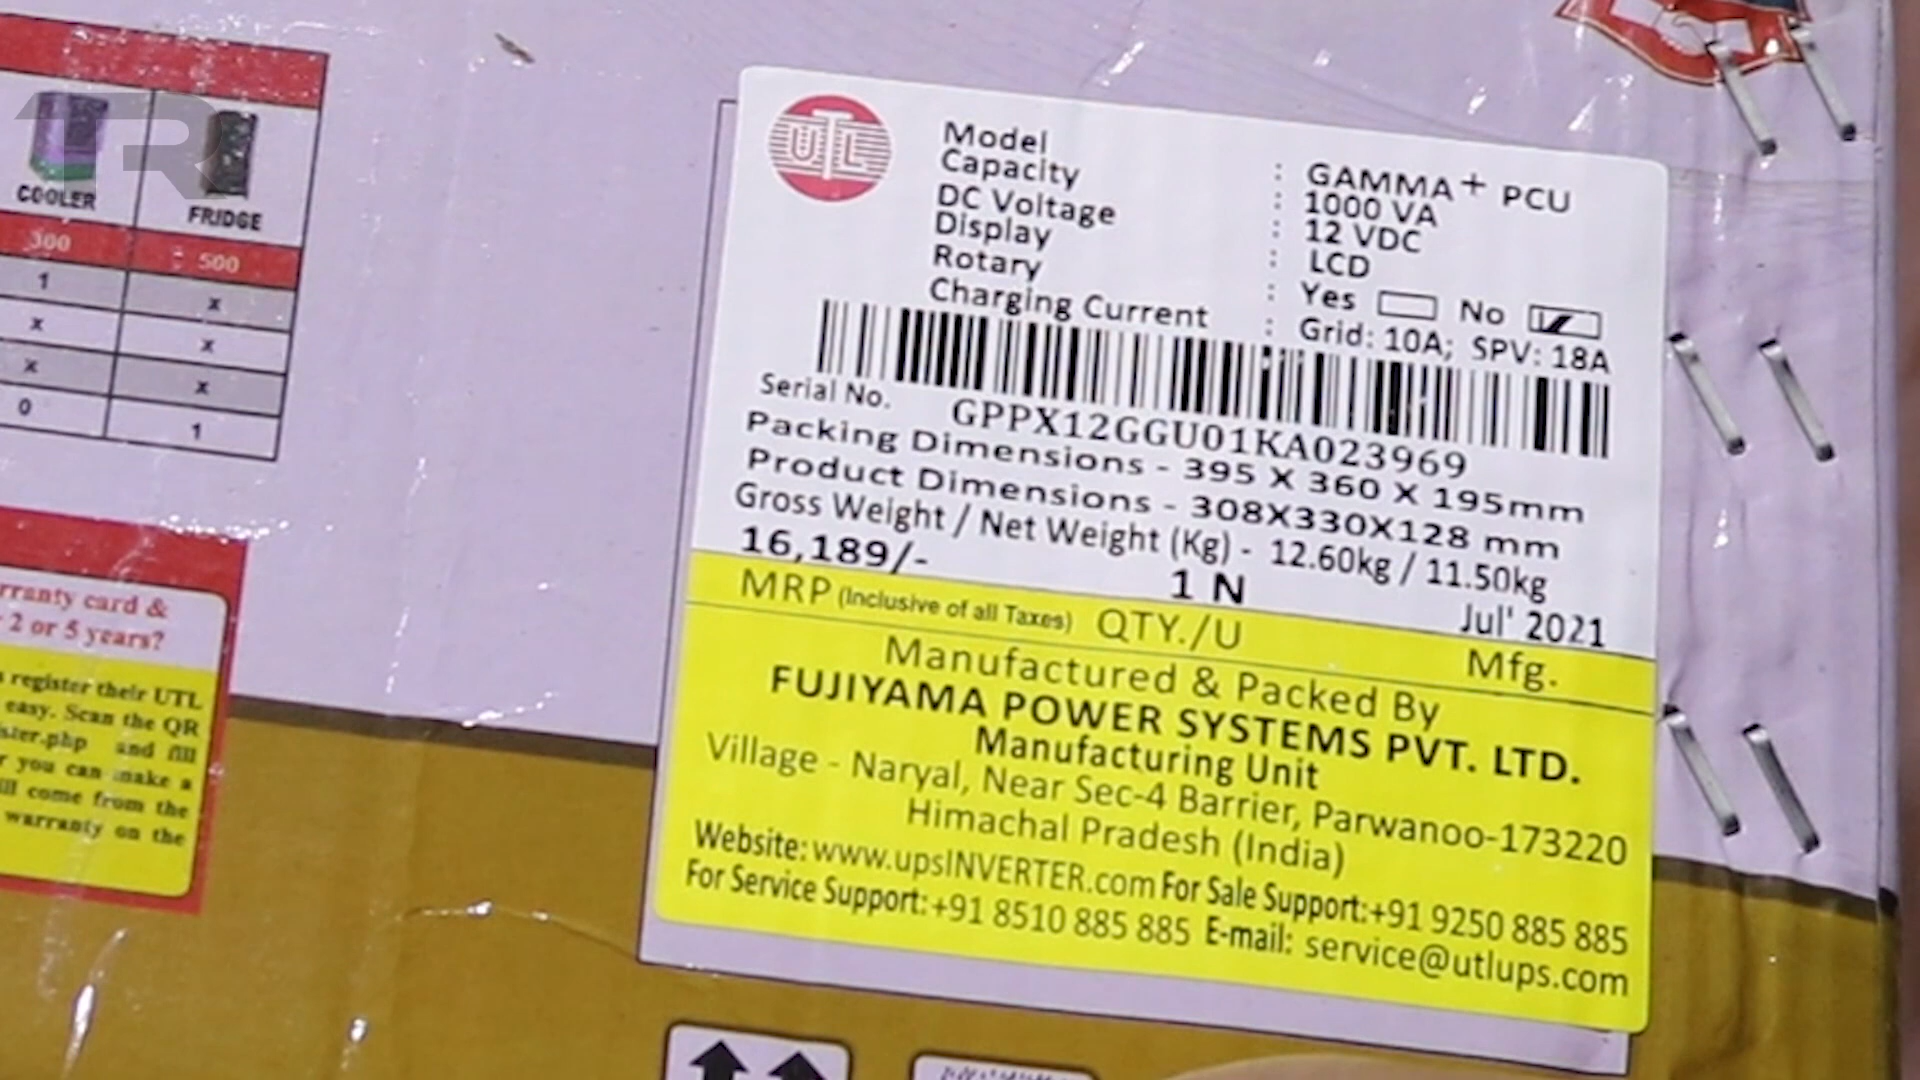 TR
COOLER FRIDGE
300 500
1 x
x x
x x
0 1
rranty card &
2 or 5 years?
register their UTL
easy. Scan the QR
ister.php and fill
r you can make a
ill come from the
warranty on the
UTL
Model : GAMMA+ PCU
Capacity : 1000 VA
DC Voltage : 12 VDC
Display : LCD
Rotary : Yes No
Charging Current : Grid: 10A; SPV: 18A
Serial No. GPPX12GGU01KA023969
Packing Dimensions - 395 X 360 X 195mm
Product Dimensions - 308X330X128 mm
Gross Weight / Net Weight (Kg) - 12.60kg / 11.50kg
16,189/- 1 N Jul' 2021
MRP (Inclusive of all Taxes) QTY./U Mfg.
Manufactured & Packed By
FUJIYAMA POWER SYSTEMS PVT. LTD.
Manufacturing Unit
Village - Naryal, Near Sec-4 Barrier, Parwanoo-173220
Himachal Pradesh (India)
Website: www.upsINVERTER.com For Sale Support:+91 9250 885 885
For Service Support:+91 8510 885 885 E-mail: service@utlups.com